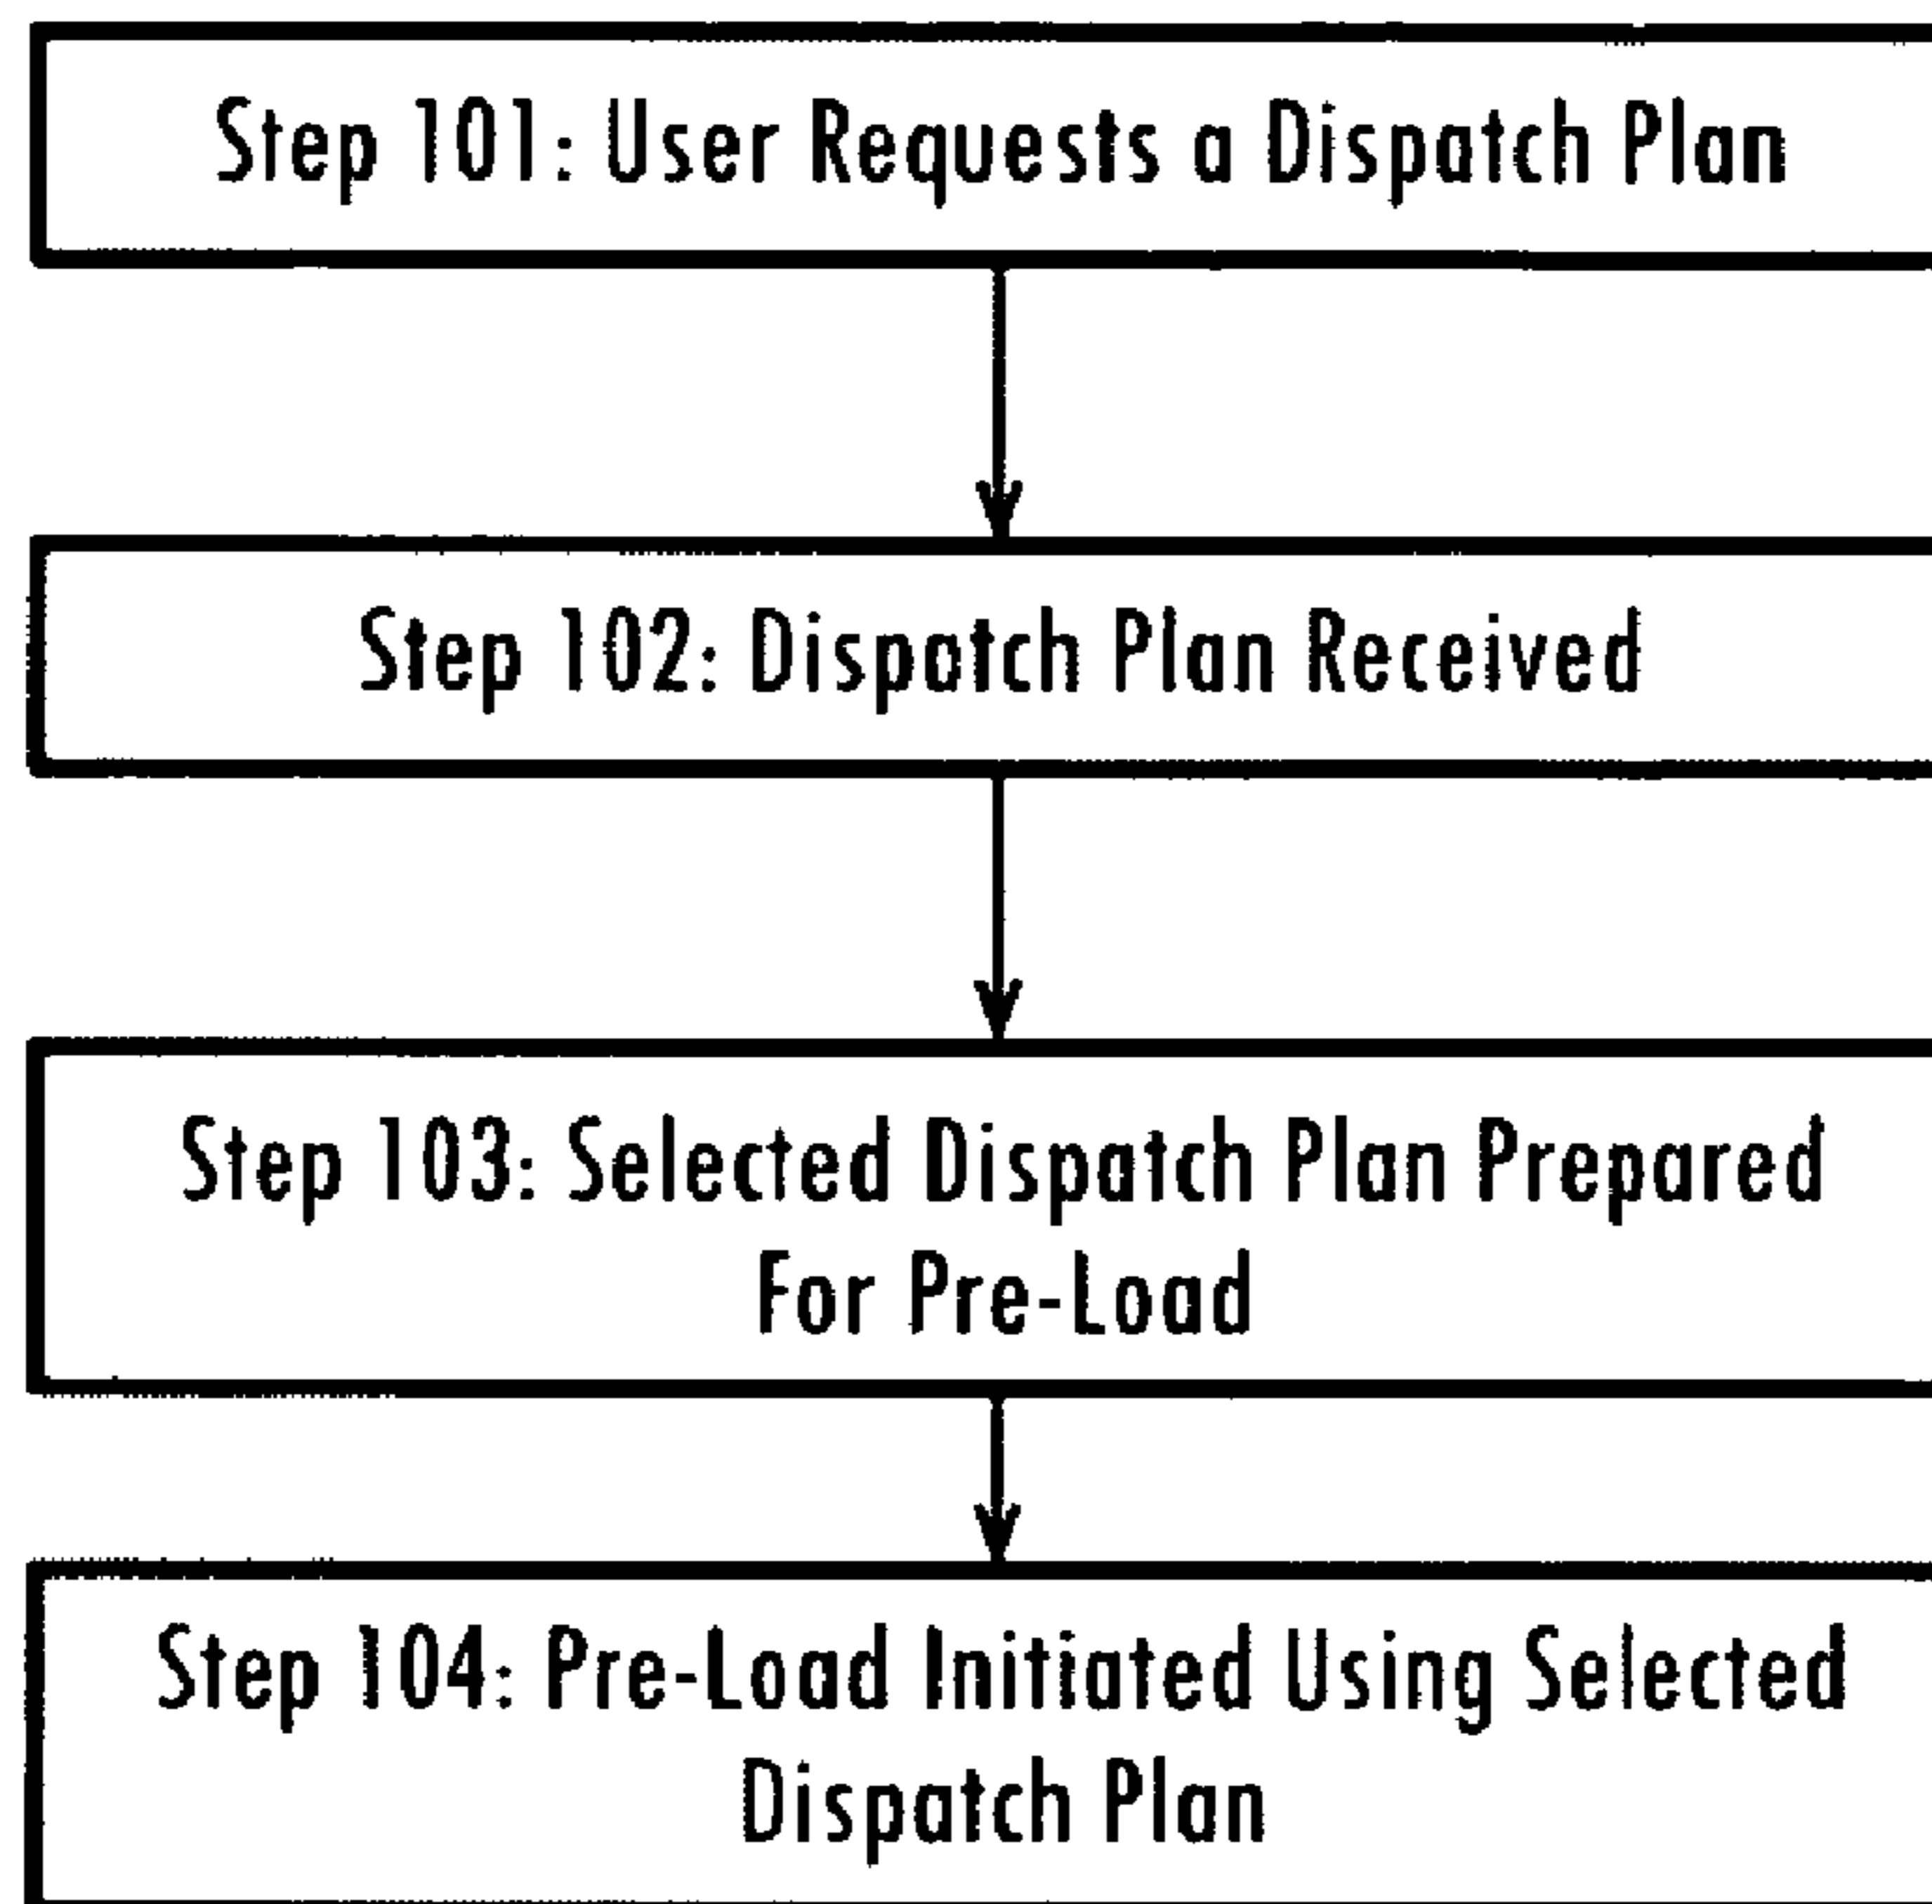 Step 101: User Requests a Dispatch Plan
Step 102: Dispatch Plan Received
Step 103: Selected Dispatch Plan Prepared
For Pre-Load
Step 104: Pre-Load Initiated Using Selected
Dispatch Plan